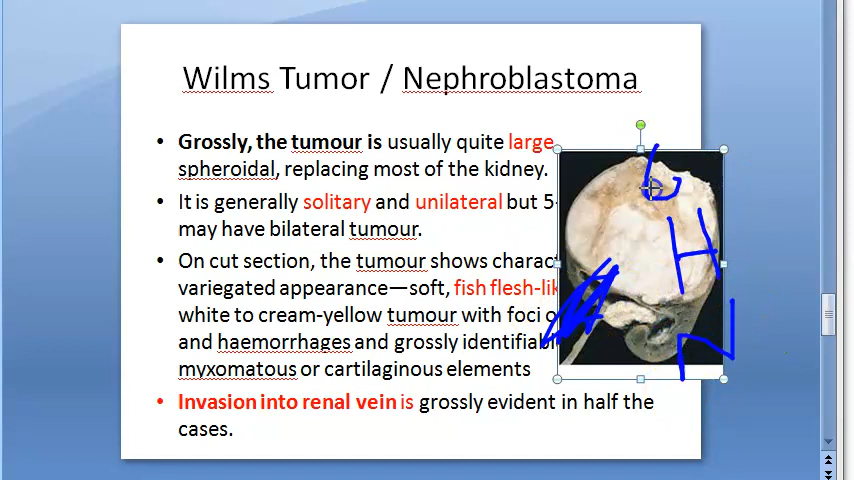 Wilms Tumor / Nephroblastoma
• Grossly, the tumour is usually quite large
spheroidal, replacing most of the kidney.
• It is generally solitary and unilateral but 5-
may have bilateral tumour.
• On cut section, the tumour shows charact
variegated appearance—soft, fish flesh-lik
white to cream-yellow tumour with foci o
and haemorrhages and grossly identifiabl
myxomatous or cartilaginous elements
• Invasion into renal vein is grossly evident in half the
cases.
H
N